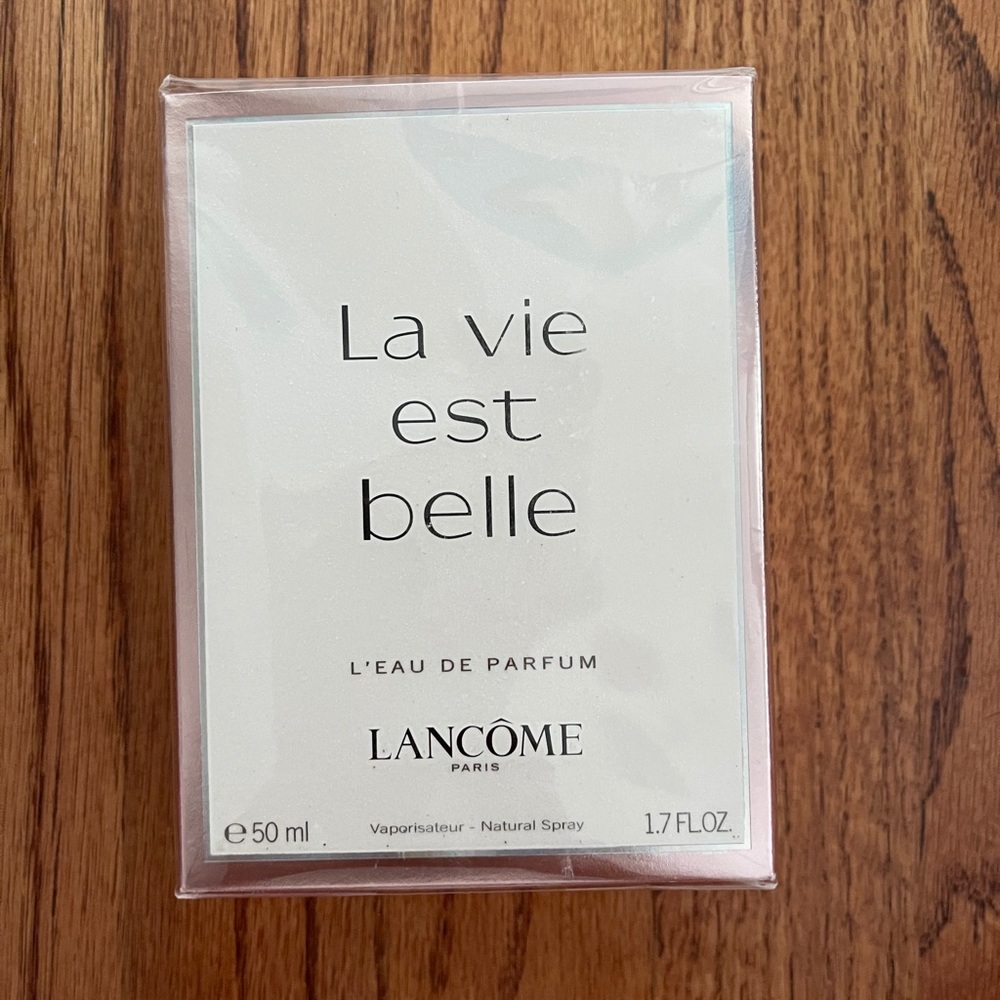 La vie
est
belle
L'EAU DE PARFUM
LANCÔME
PARIS
℮ 50 ml Vaporisateur - Natural Spray 1.7 FL.OZ.